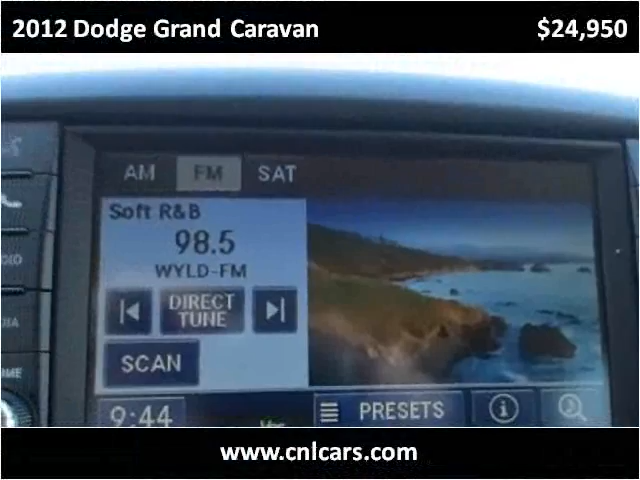 2012 Dodge Grand Caravan $24,950
AM FM SAT
Soft R&B
98.5
WYLD-FM
DIRECT
TUNE
SCAN
9:44
PRESETS
www.cnlcars.com